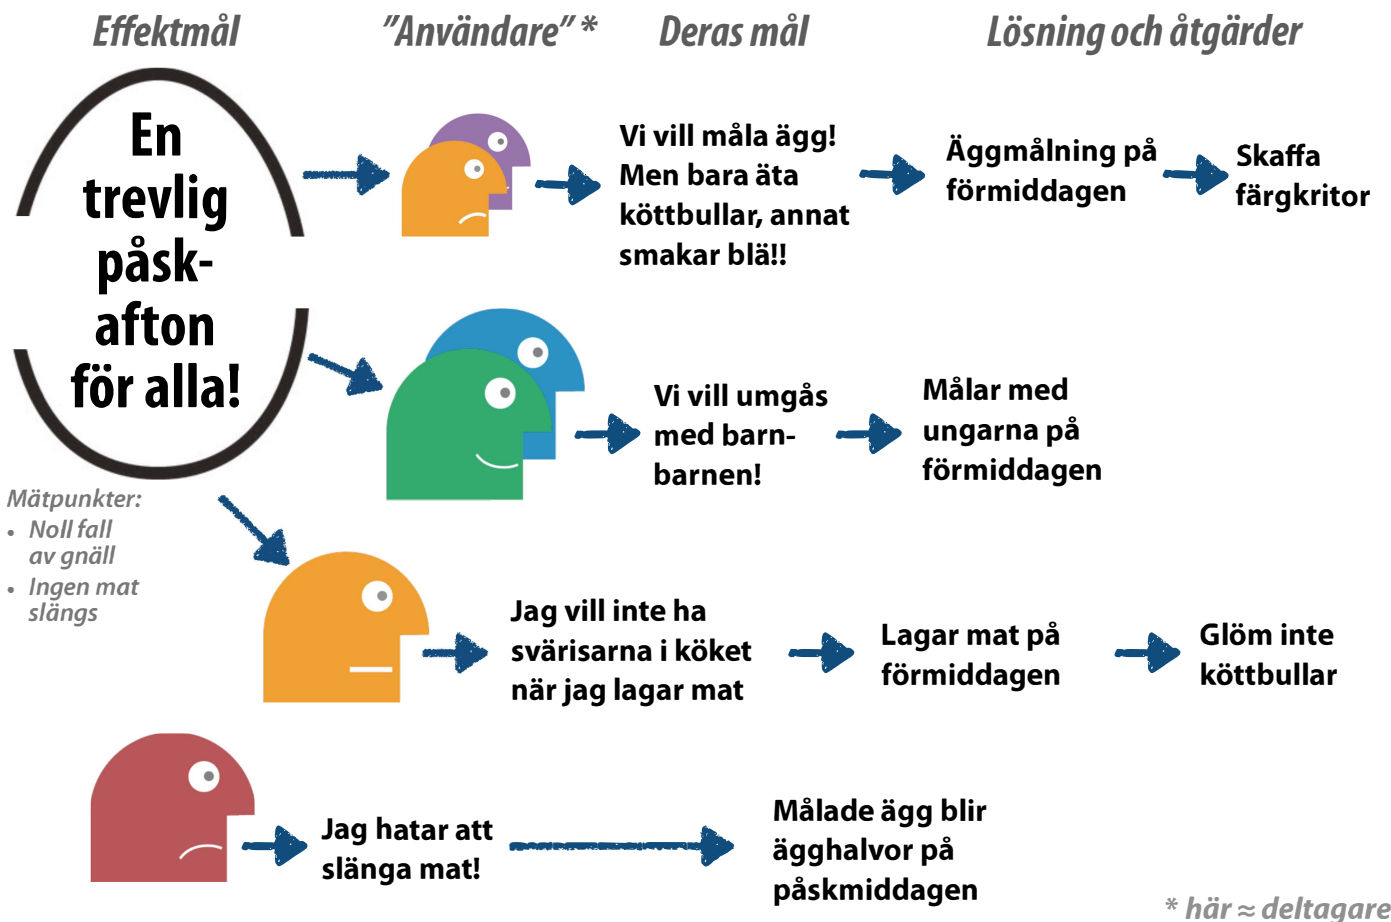 Effektmål
”Användare” *
Deras mål
Lösning och åtgärder
En
trevlig
påsk-
afton
för alla!
Mätpunkter:
• Noll fall
av gnäll
• Ingen mat
slängs
Vi vill måla ägg!
Men bara äta
köttbullar, annat
smakar blä!!
Äggmålning på
förmiddagen
Skaffa
färgkritor
Vi vill umgås
med barn-
barnen!
Målar med
ungarna på
förmiddagen
Jag vill inte ha
svärisarna i köket
när jag lagar mat
Lagar mat på
förmiddagen
Glöm inte
köttbullar
Jag hatar att
slänga mat!
Målade ägg blir
ägghalvor på
påskmiddagen
* här ≈ deltagare